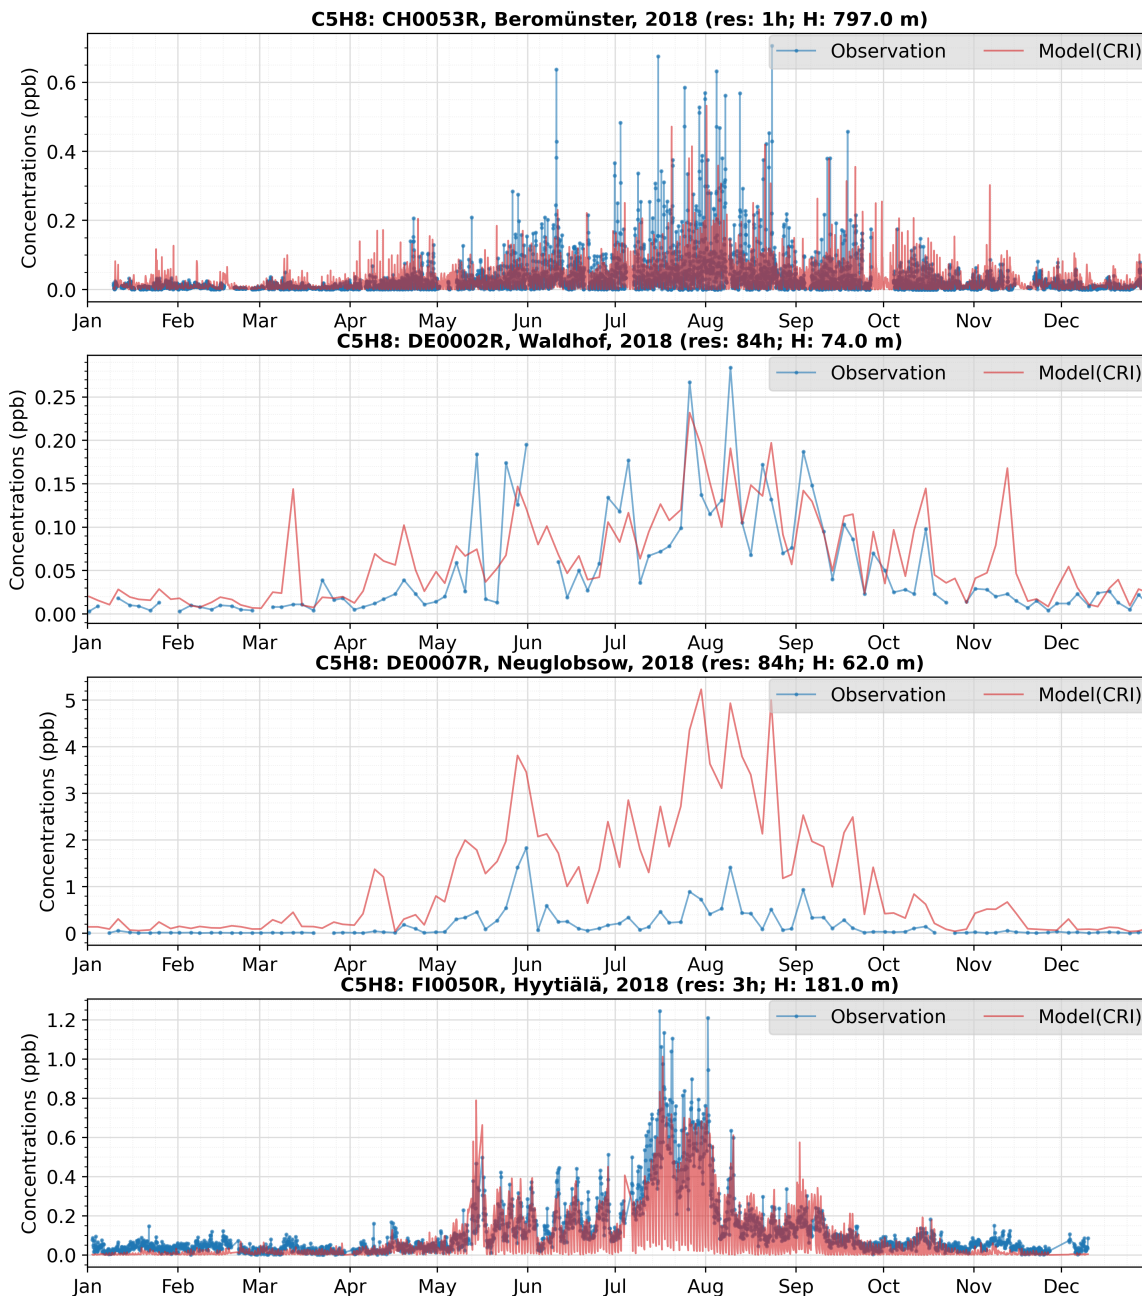 C5H8: CH0053R, Beromünster, 2018 (res: 1h; H: 797.0 m)
Observation Model(CRI)
Concentrations (ppb)
0.6
0.4
0.2
0.0
Jan Feb Mar Apr May Jun Jul Aug Sep Oct Nov Dec
C5H8: DE0002R, Waldhof, 2018 (res: 84h; H: 74.0 m)
Observation Model(CRI)
Concentrations (ppb)
0.25
0.20
0.15
0.10
0.05
0.00
Jan Feb Mar Apr May Jun Jul Aug Sep Oct Nov Dec
C5H8: DE0007R, Neuglobsow, 2018 (res: 84h; H: 62.0 m)
Observation Model(CRI)
Concentrations (ppb)
5
4
3
2
1
0
Jan Feb Mar Apr May Jun Jul Aug Sep Oct Nov Dec
C5H8: FI0050R, Hyytiälä, 2018 (res: 3h; H: 181.0 m)
Observation Model(CRI)
Concentrations (ppb)
1.2
1.0
0.8
0.6
0.4
0.2
0.0
Jan Feb Mar Apr May Jun Jul Aug Sep Oct Nov Dec